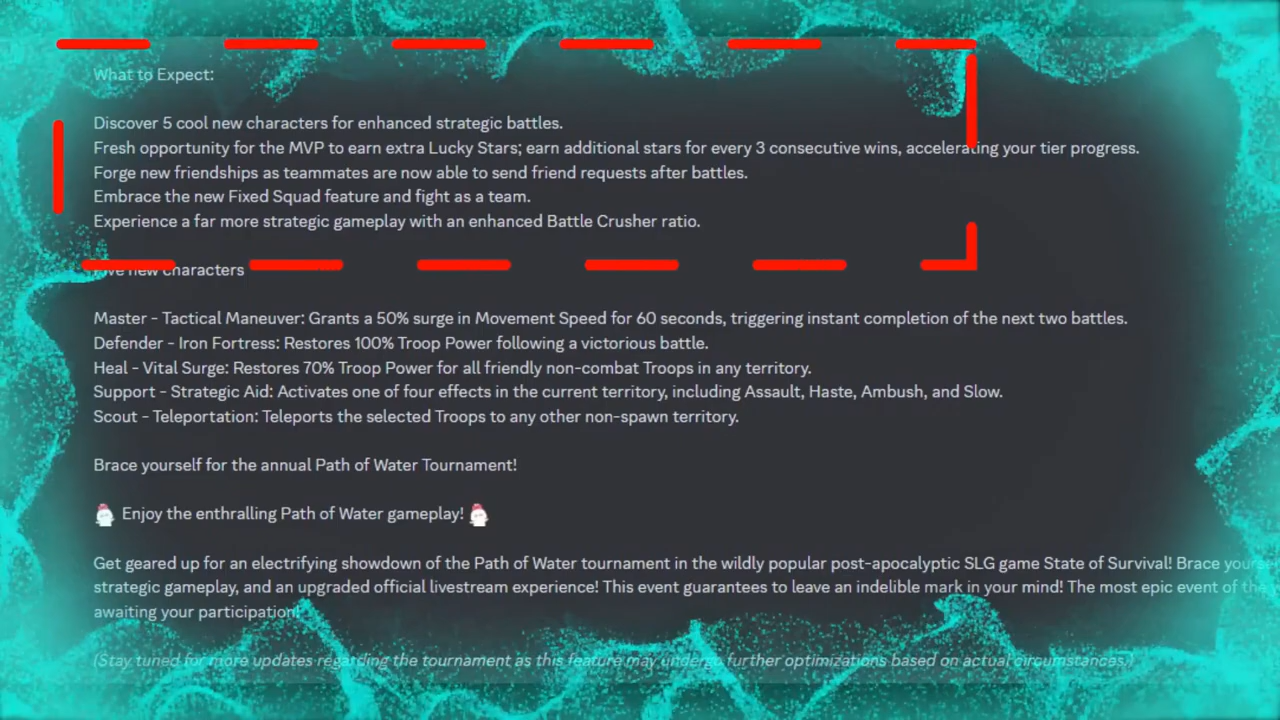 What to Expect:
Discover 5 cool new characters for enhanced strategic battles.
Fresh opportunity for the MVP to earn extra Lucky Stars; earn additional stars for every 3 consecutive wins, accelerating your tier progress.
Forge new friendships as teammates are now able to send friend requests after battles.
Embrace the new Fixed Squad feature and fight as a team.
Experience a far more strategic gameplay with an enhanced Battle Crusher ratio.
Five new characters
Master - Tactical Maneuver: Grants a 50% surge in Movement Speed for 60 seconds, triggering instant completion of the next two battles.
Defender - Iron Fortress: Restores 100% Troop Power following a victorious battle.
Heal - Vital Surge: Restores 70% Troop Power for all friendly non-combat Troops in any territory.
Support - Strategic Aid: Activates one of four effects in the current territory, including Assault, Haste, Ambush, and Slow.
Scout - Teleportation: Teleports the selected Troops to any other non-spawn territory.
Brace yourself for the annual Path of Water Tournament!
Enjoy the enthralling Path of Water gameplay!
Get geared up for an electrifying showdown of the Path of Water tournament in the wildly popular post-apocalyptic SLG game State of Survival! Brace
strategic gameplay, and an upgraded official livestream experience! This event guarantees to leave an indelible mark in your mind! The most epic event of the
awaiting your participation!
(Stay tuned for more updates regarding the tournament as this feature may undergo further optimizations based on actual circumstances.)